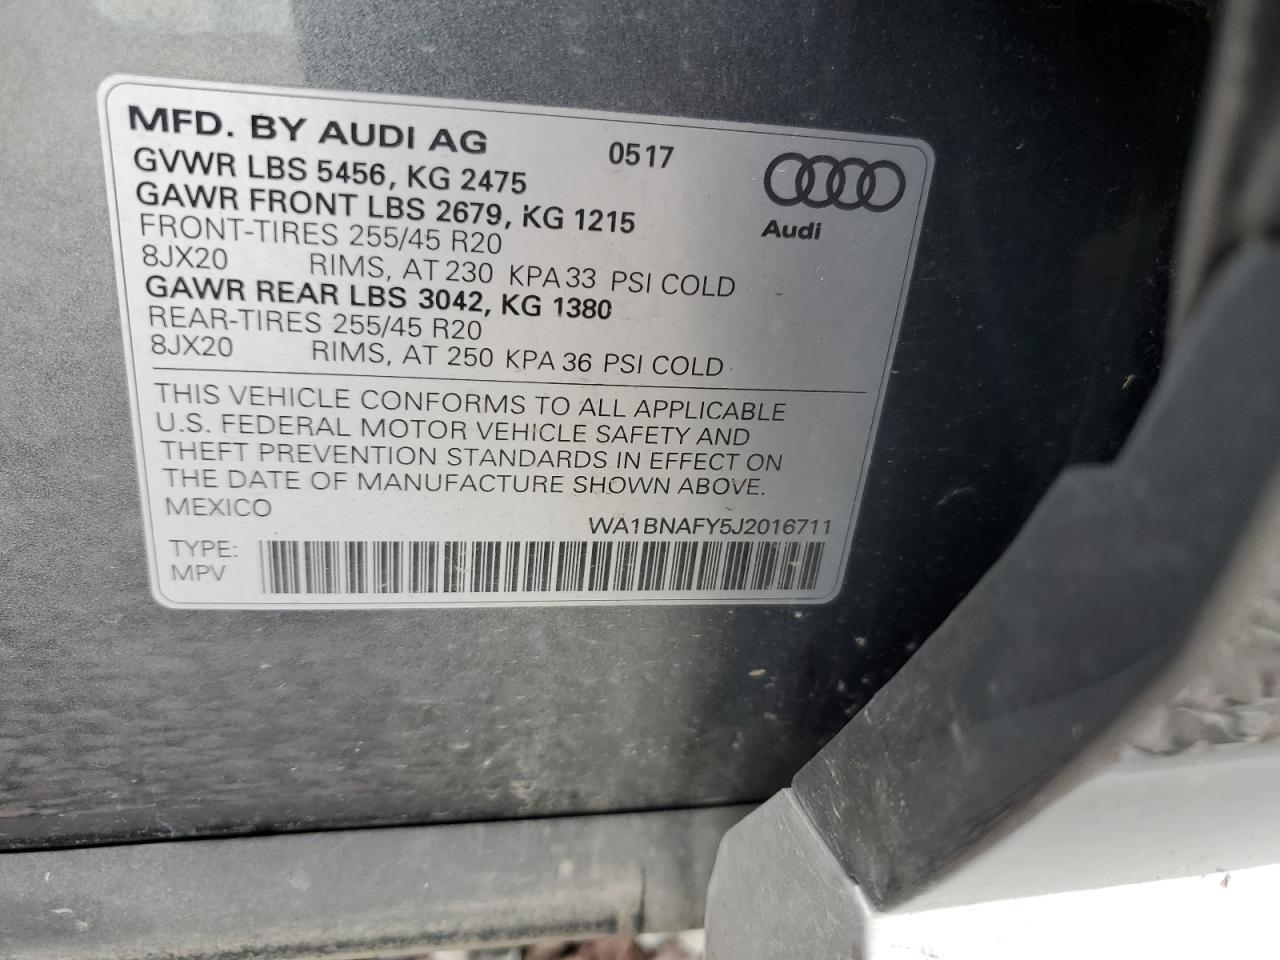 MFD. BY AUDI AG 0517
GVWR LBS 5456, KG 2475
GAWR FRONT LBS 2679, KG 1215
FRONT-TIRES 255/45 R20
8JX20 RIMS, AT 230 KPA 33 PSI COLD
GAWR REAR LBS 3042, KG 1380
REAR-TIRES 255/45 R20
8JX20 RIMS, AT 250 KPA 36 PSI COLD
Audi
THIS VEHICLE CONFORMS TO ALL APPLICABLE
U.S. FEDERAL MOTOR VEHICLE SAFETY AND
THEFT PREVENTION STANDARDS IN EFFECT ON
THE DATE OF MANUFACTURE SHOWN ABOVE.
MEXICO
WA1BNAFY5J2016711
TYPE:
MPV